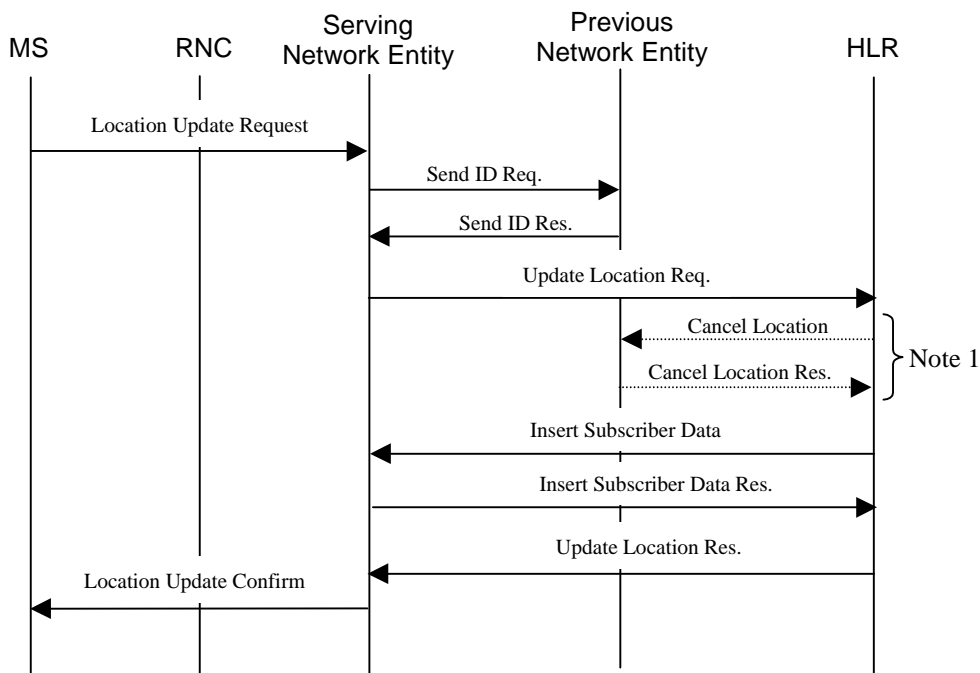 MS
RNC
Serving
Network Entity
Previous
Network Entity
HLR
Location Update Request
Send ID Req.
Send ID Res.
Update Location Req.
Cancel Location
Note 1
Cancel Location Res.
Insert Subscriber Data
Insert Subscriber Data Res.
Update Location Res.
Location Update Confirm